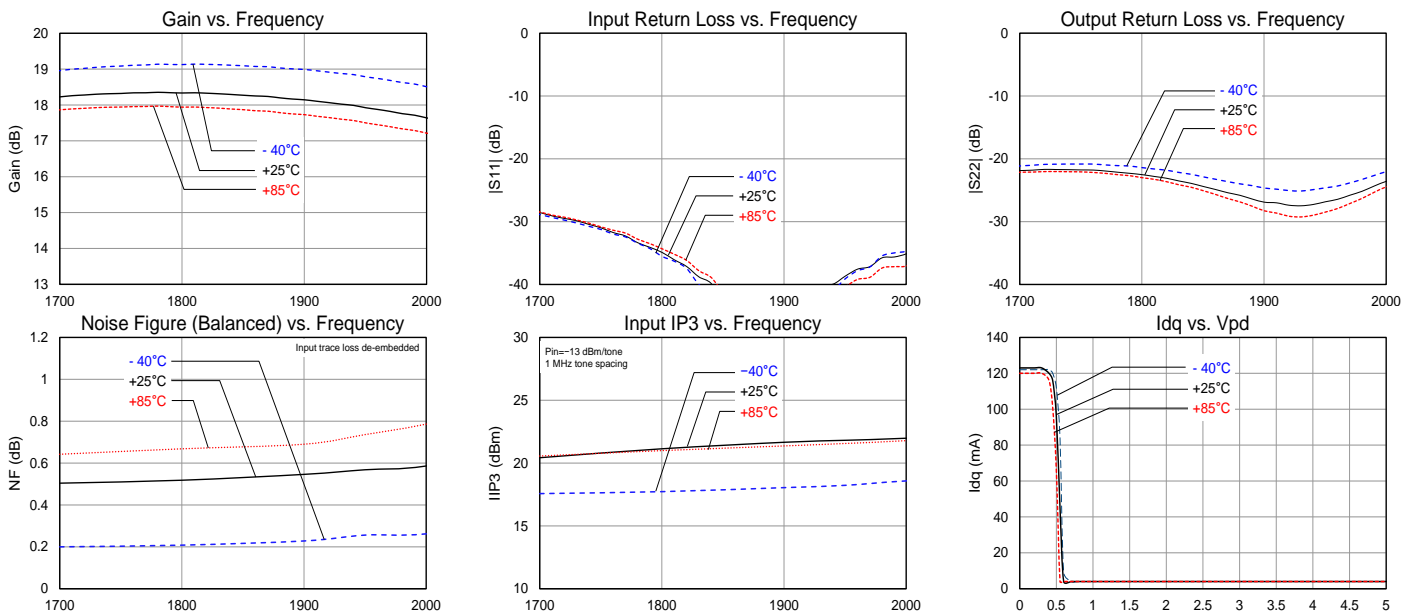 Gain vs. Frequency
Gain (dB)
20
19
18
17
16
15
14
13
1700
1800
1900
2000
- 40°C
+25°C
+85°C
Input Return Loss vs. Frequency
|S11| (dB)
0
-10
-20
-30
-40
1700
1800
1900
2000
- 40°C
+25°C
+85°C
Output Return Loss vs. Frequency
|S22| (dB)
0
-10
-20
-30
-40
1700
1800
1900
2000
- 40°C
+25°C
+85°C
Noise Figure (Balanced) vs. Frequency
Input trace loss de-embedded
NF (dB)
1.2
1
0.8
0.6
0.4
0.2
0
1700
1800
1900
2000
- 40°C
+25°C
+85°C
Input IP3 vs. Frequency
Pin=−13 dBm/tone
1 MHz tone spacing
IIP3 (dBm)
30
25
20
15
10
1700
1800
1900
2000
−40°C
+25°C
+85°C
Idq vs. Vpd
Idq (mA)
140
120
100
80
60
40
20
0
0
0.5
1
1.5
2
2.5
3
3.5
4
4.5
5
- 40°C
+25°C
+85°C